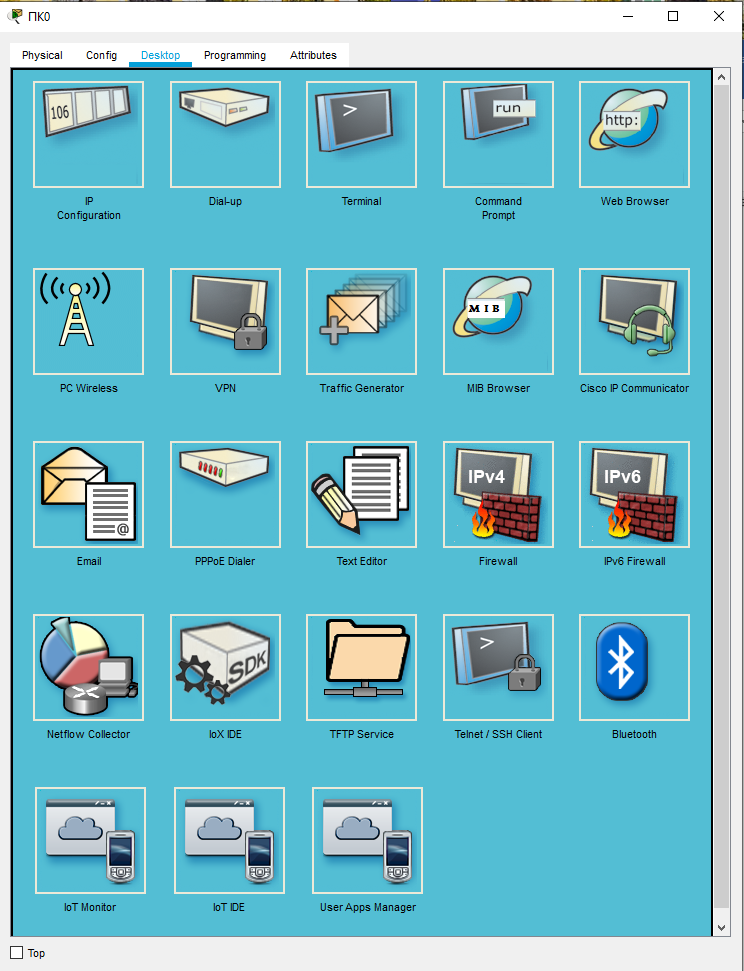 ПК0
Physical
Config
Desktop
Programming
Attributes
106
>
run
http:
IP
Configuration
Dial-up
Terminal
Command
Prompt
Web Browser
MIB
PC Wireless
VPN
Traffic Generator
MIB Browser
Cisco IP Communicator
@
IPv4
IPv6
Email
PPPoE Dialer
Text Editor
Firewall
IPv6 Firewall
SDK
>
Netflow Collector
IoX IDE
TFTP Service
Telnet / SSH Client
Bluetooth
IoT Monitor
IoT IDE
User Apps Manager
Top